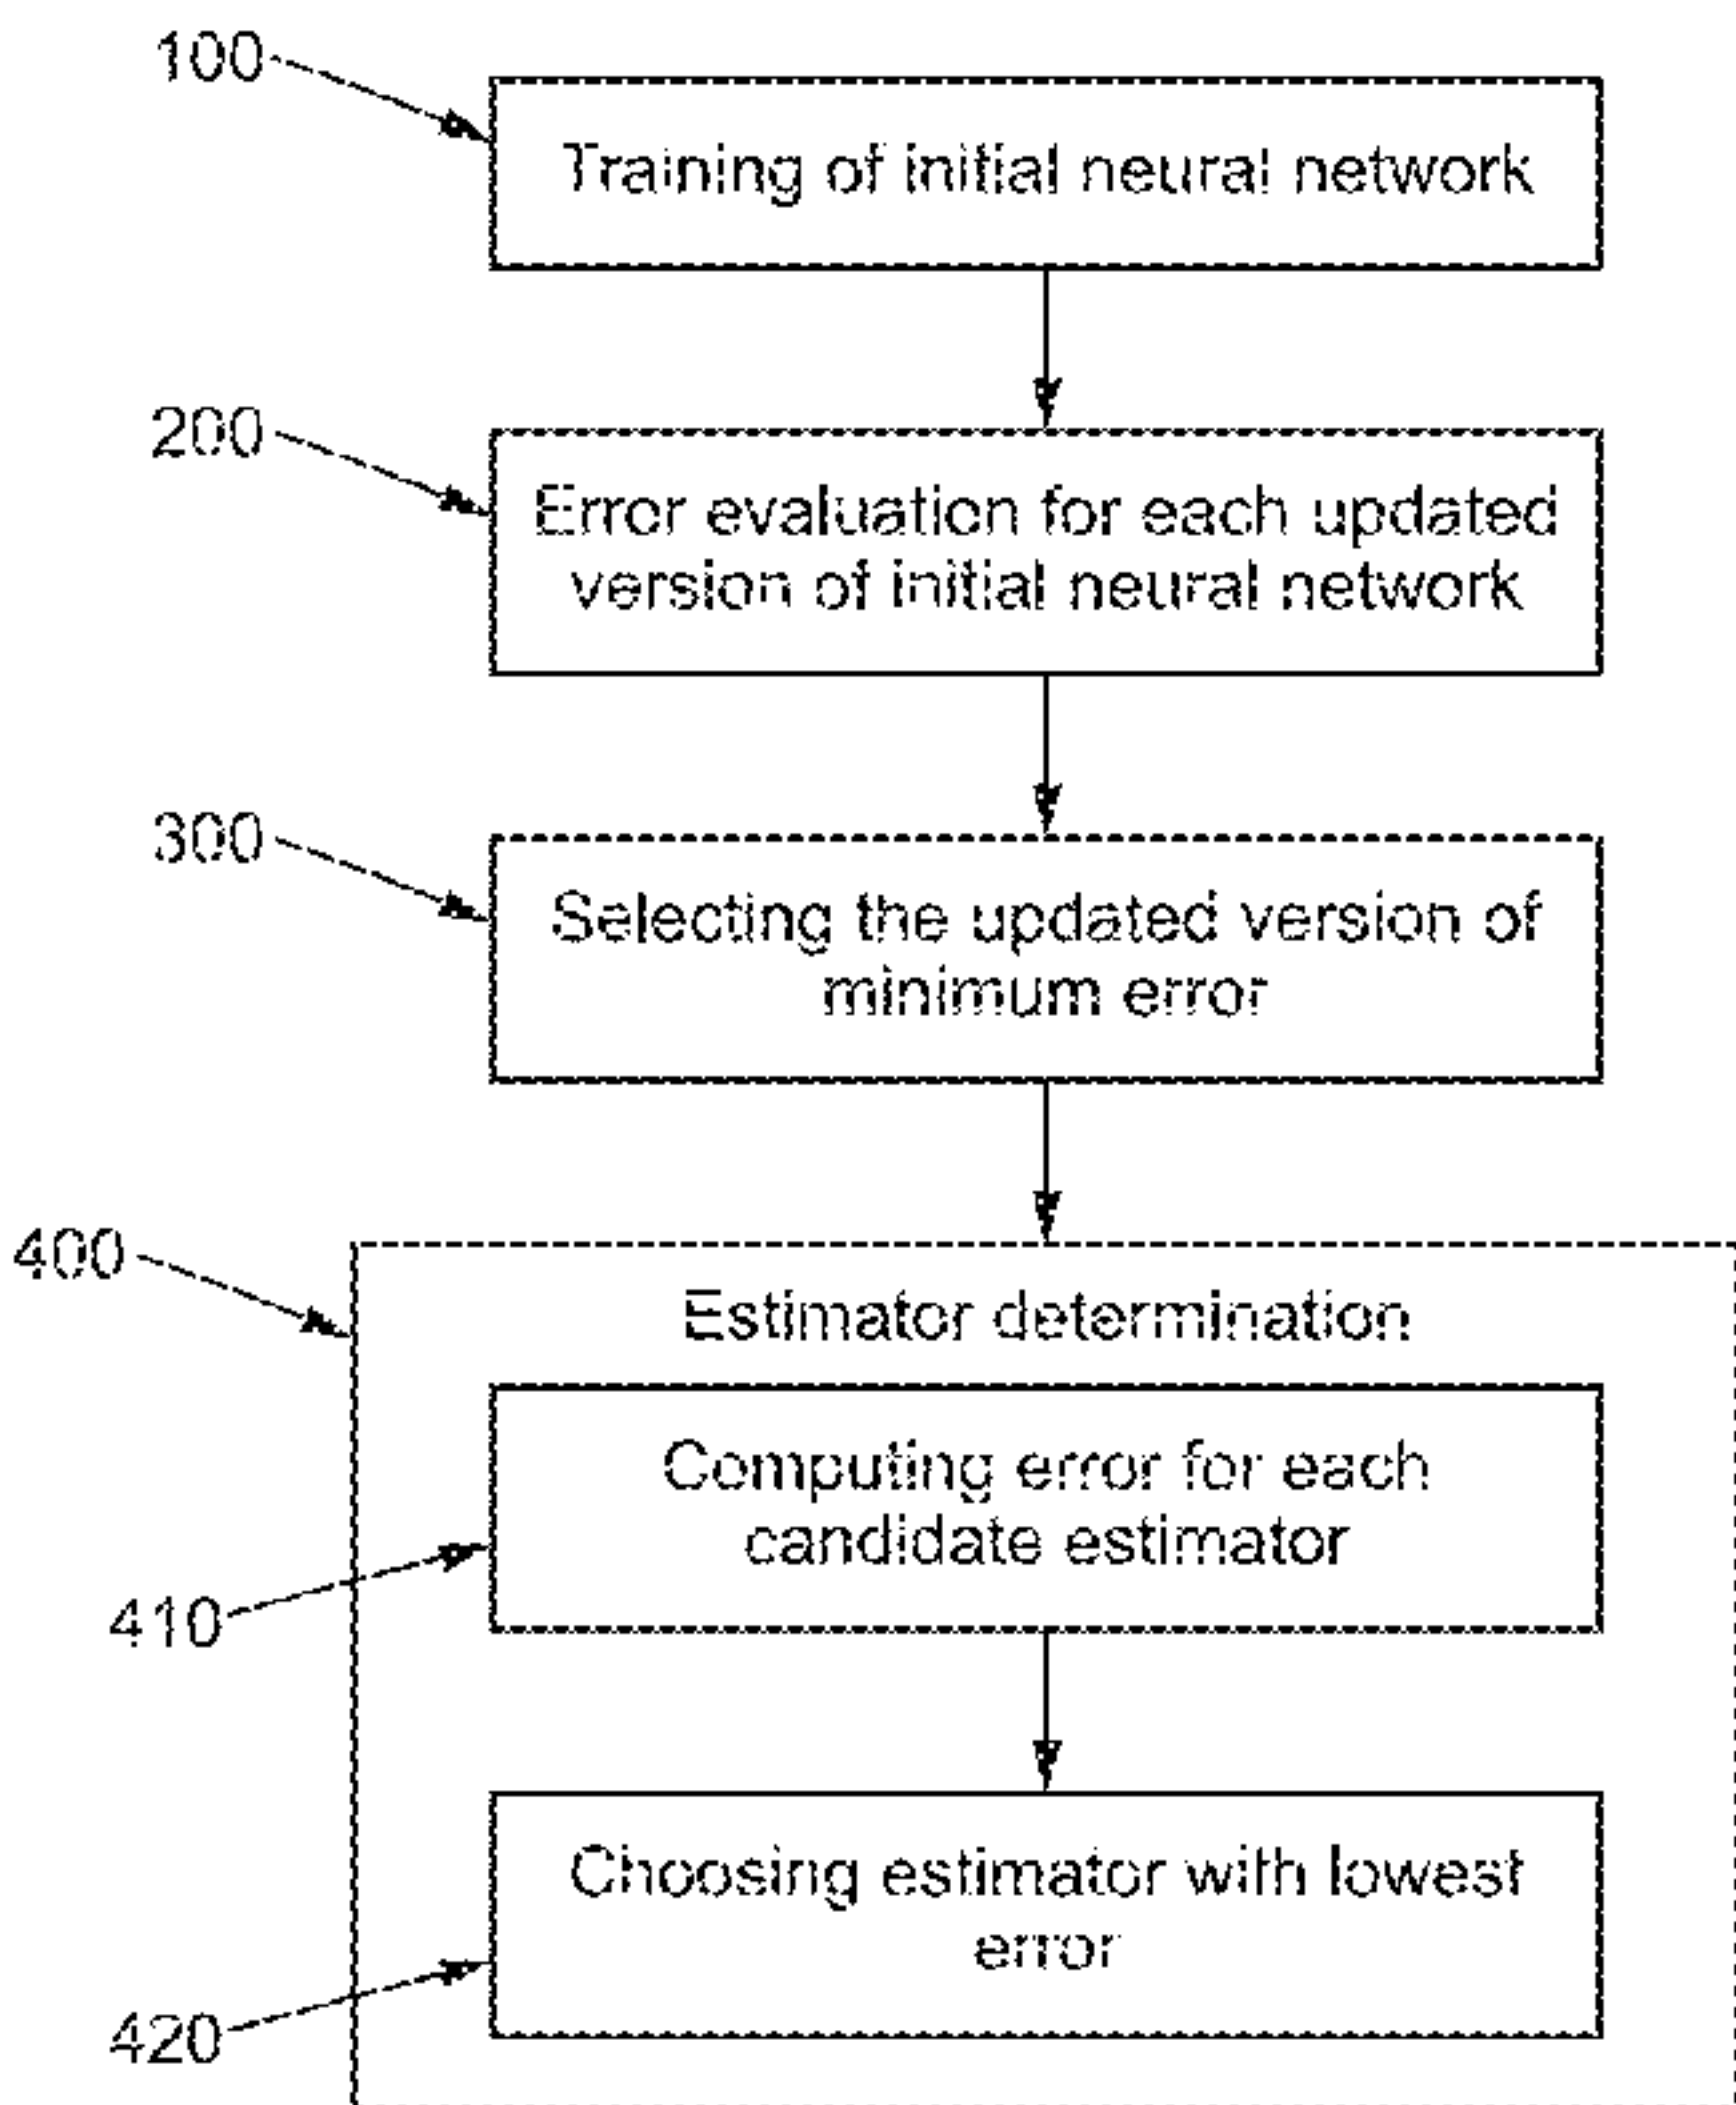 100
Training of initial neural network
200
Error evaluation for each updated
version of initial neural network
300
Selecting the updated version of
minimum error
400
Estimator determination
Computing error for each
candidate estimator
410
Choosing estimator with lowest
error
420